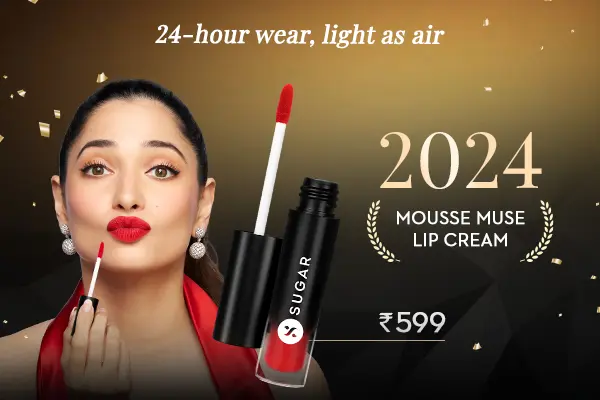 24-hour wear, light as air
2024
MOUSSE MUSE
LIP CREAM
SUGAR
₹599